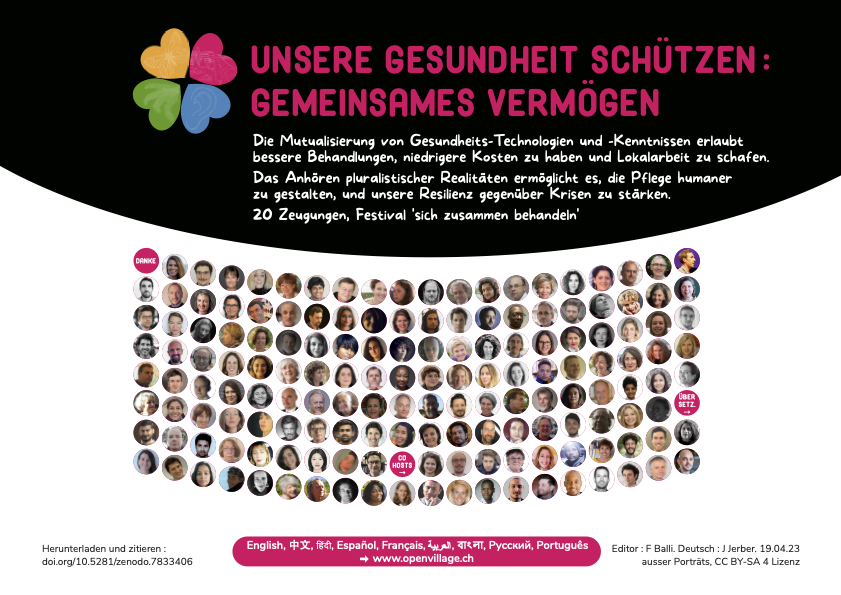 UNSERE GESUNDHEIT SCHÜTZEN:
GEMEINSAMES VERMÖGEN
Die Mutualisierung von Gesundheits-Technologien und -Kenntnissen erlaubt
bessere Behandlungen, niedrigere Kosten zu haben und Lokalarbeit zu schafen.
Das Anhören pluralistischer Realitäten ermöglicht es, die Pflege humaner
zu gestalten, und unsere Resilienz gegenüber Krisen zu stärken.
20 Zeugungen, Festival 'sich zusammen behandeln'
DANKE
ÜBER
SETZ.
→
CO
HOSTS
→
Herunterladen und zitieren :
doi.org/10.5281/zenodo.7833406
English, 中文, हिंदी, Español, Français, العربية, বাংলা, Русский, Português
➞ www.openvillage.ch
Editor : F Balli. Deutsch : J Jerber. 19.04.23
ausser Porträts, CC BY-SA 4 Lizenz